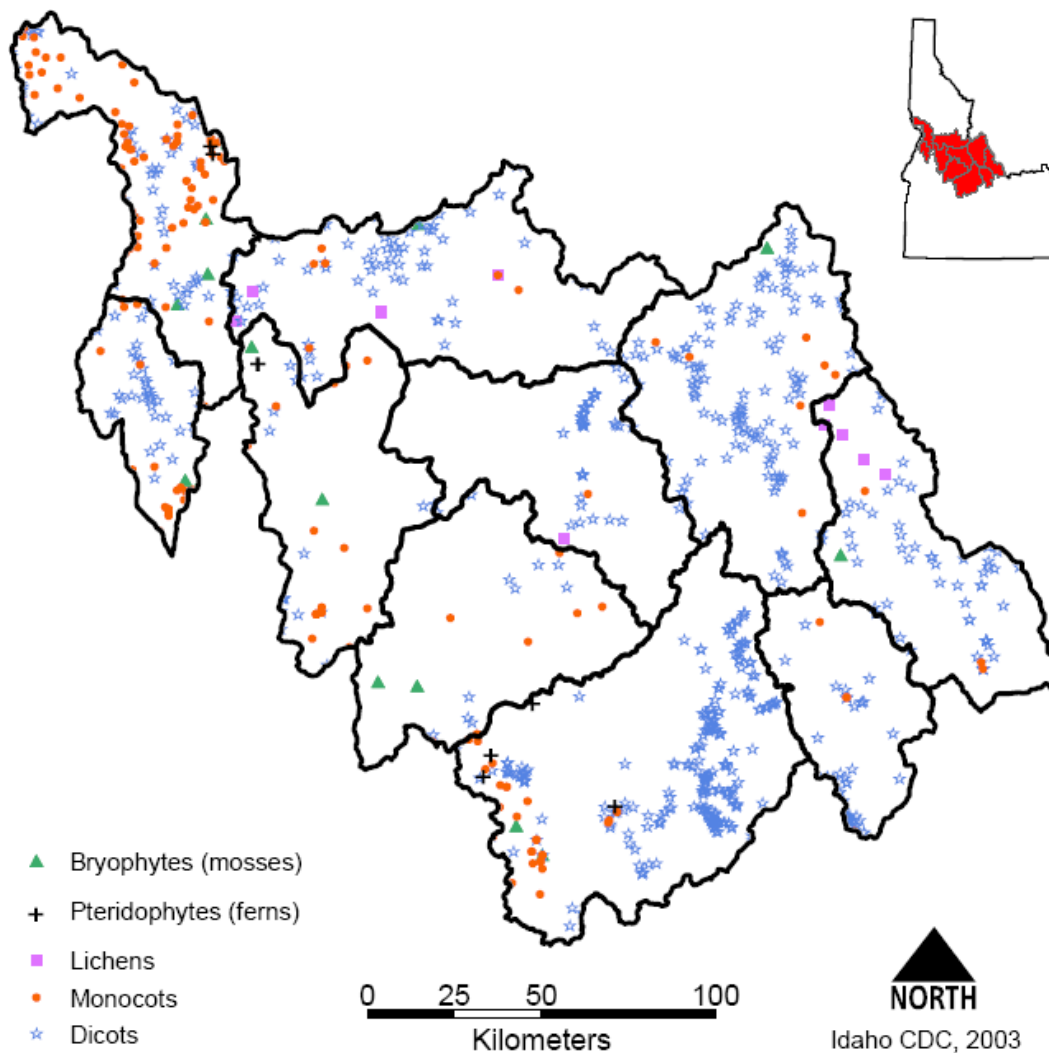 Bryophytes (mosses)
Pteridophytes (ferns)
Lichens
Monocots
Dicots
0 25 50 100
Kilometers
NORTH
Idaho CDC, 2003